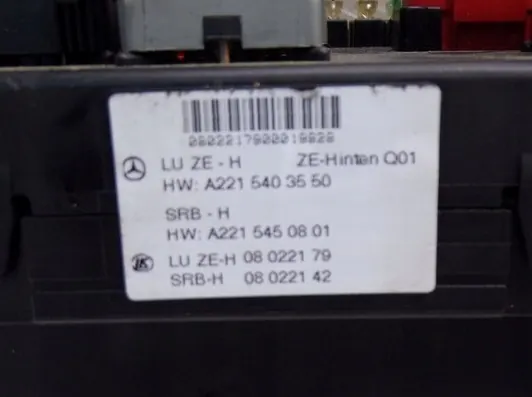 0802217900019828
LU ZE - H ZE-Hinten Q01
HW: A221 540 35 50
SRB - H
HW: A221 545 08 01
LU ZE-H 08 0221 79
SRB-H 08 0221 42